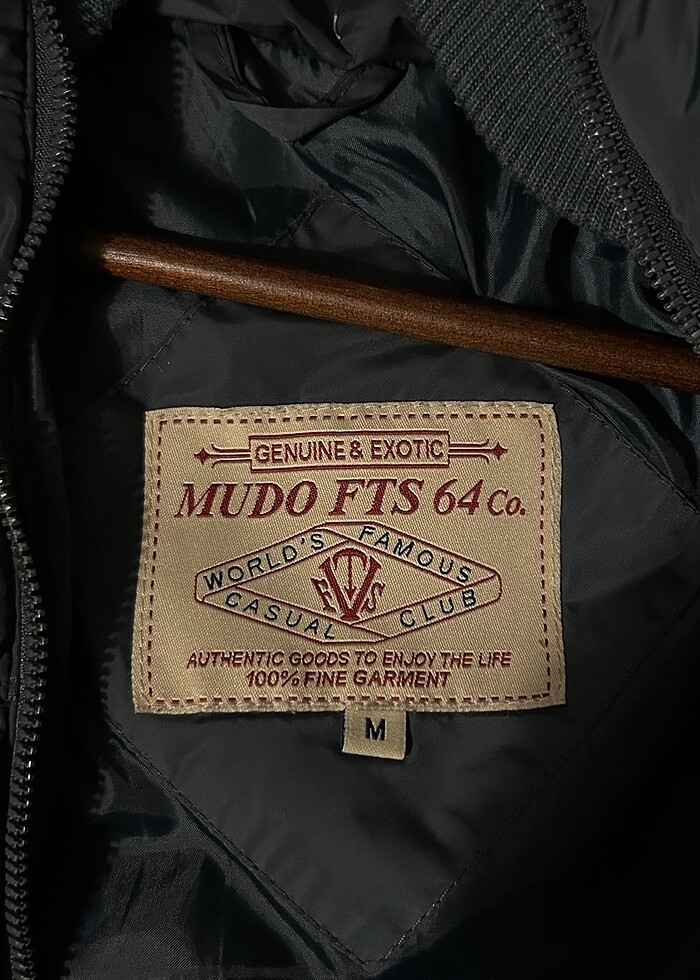 GENUINE & EXOTIC
MUDO FTS 64 Co.
WORLD'S FAMOUS
FTS
CASUAL CLUB
AUTHENTIC GOODS TO ENJOY THE LIFE
100% FINE GARMENT
M